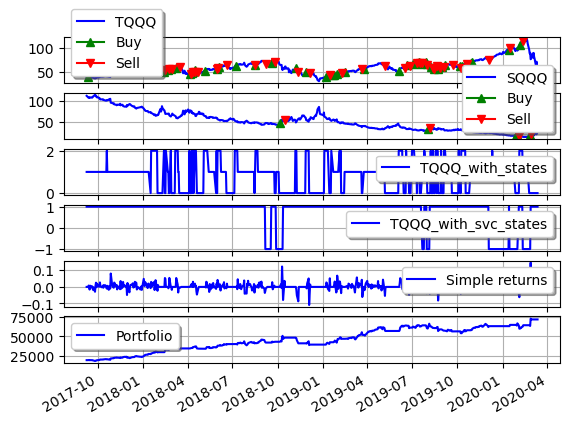 TQQQ
Buy
Sell
100
50
SQQQ
Buy
Sell
100
50
TQQQ_with_states
2
0
TQQQ_with_svc_states
1
0
−1
Simple returns
0.1
0.0
−0.1
Portfolio
75000
50000
25000
2017-10
2018-01
2018-04
2018-07
2018-10
2019-01
2019-04
2019-07
2019-10
2020-01
2020-04